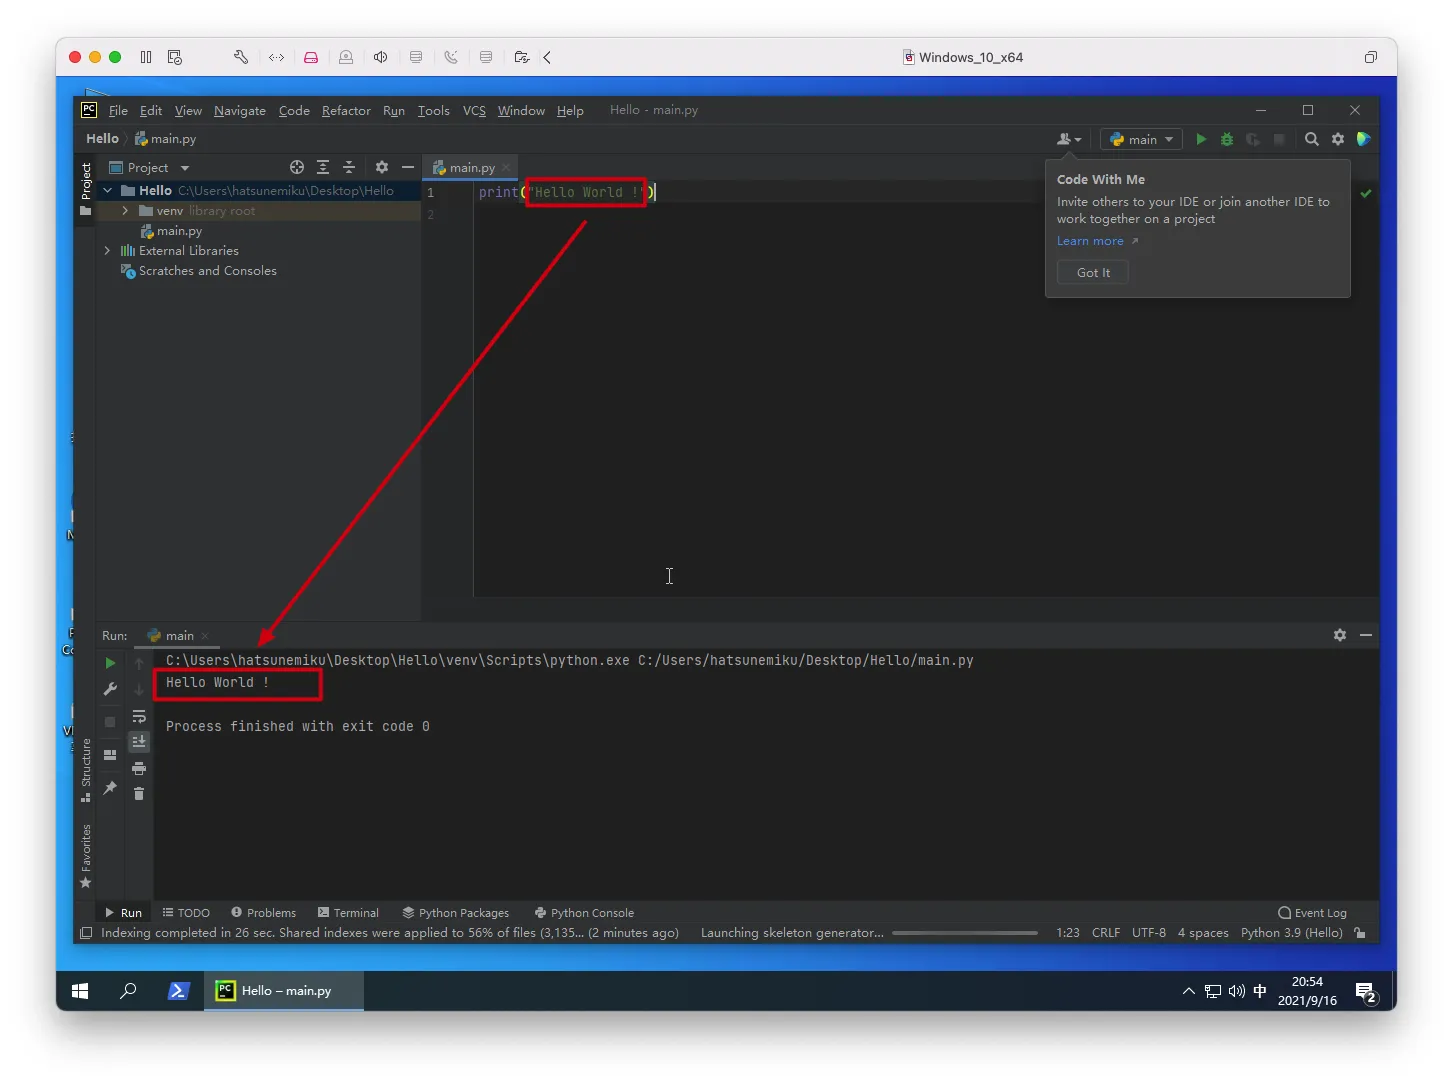 Windows_10_x64
PC File Edit View Navigate Code Refactor Run Tools VCS Window Help Hello - main.py
Hello main.py
main
Project
Project
main.py
Hello C:\Users\hatsunemiku\Desktop\Hello
venv library root
main.py
External Libraries
Scratches and Consoles
1 print("Hello World !")
2
Code With Me
Invite others to your IDE or join another IDE to
work together on a project
Learn more
Got It
Run: main
C:\Users\hatsunemiku\Desktop\Hello\venv\Scripts\python.exe C:/Users/hatsunemiku/Desktop/Hello/main.py
Hello World !
Process finished with exit code 0
Structure
Favorites
Run TODO Problems Terminal Python Packages Python Console Event Log
Indexing completed in 26 sec. Shared indexes were applied to 56% of files (3,135... (2 minutes ago) Launching skeleton generator... 1:23 CRLF UTF-8 4 spaces Python 3.9 (Hello)
PC Hello – main.py
中
20:54
2021/9/16
2